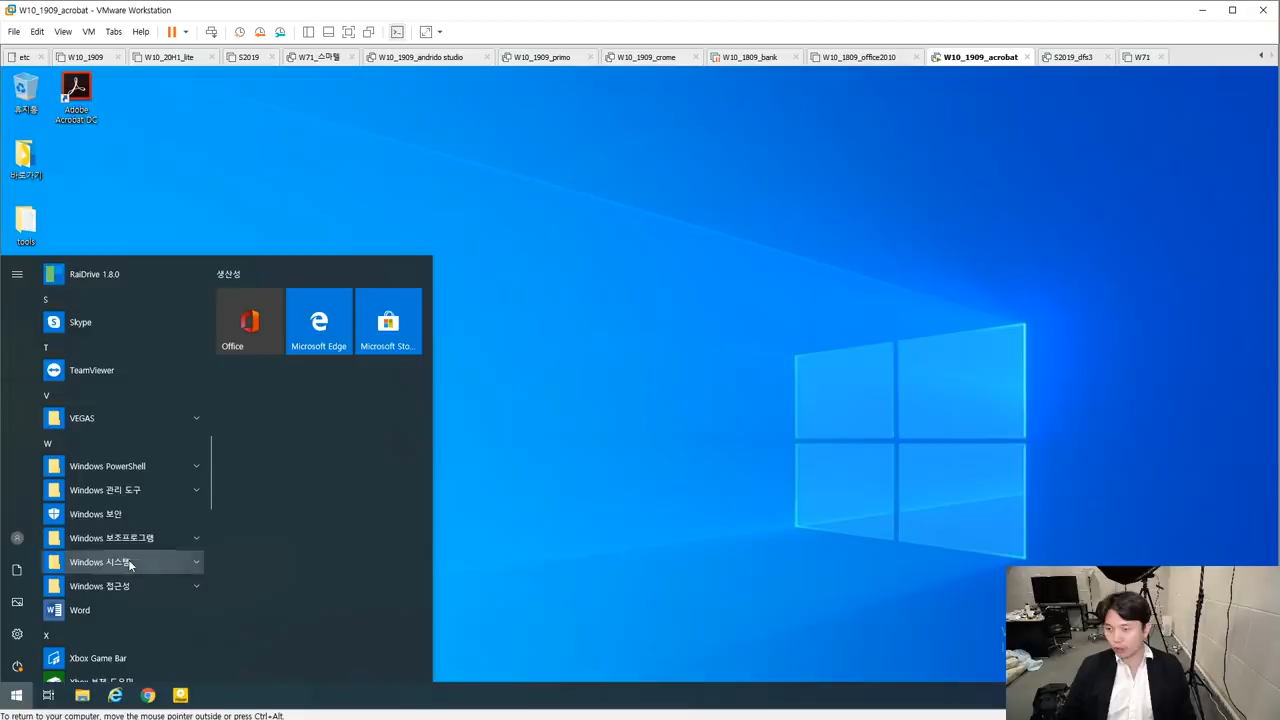 W10_1909_acrobat - VMware Workstation
File Edit View VM Tabs Help
etc W10_1909 W10_20H1_lite S2019 W71_스마텔 W10_1909_andrido studio W10_1909_primo W10_1909_crome W10_1809_bank W10_1809_office2010 W10_1909_acrobat S2019_dfs3 W71
휴지통
Adobe
Acrobat DC
바로가기
tools
RaiDrive 1.8.0
생산성
S
Skype
Office
Microsoft Edge
Microsoft Sto...
T
TeamViewer
V
VEGAS
W
Windows PowerShell
Windows 관리 도구
Windows 보안
Windows 보조프로그램
Windows 시스템
Windows 접근성
Word
X
Xbox Game Bar
To return to your computer, move the mouse pointer outside or press Ctrl+Alt.